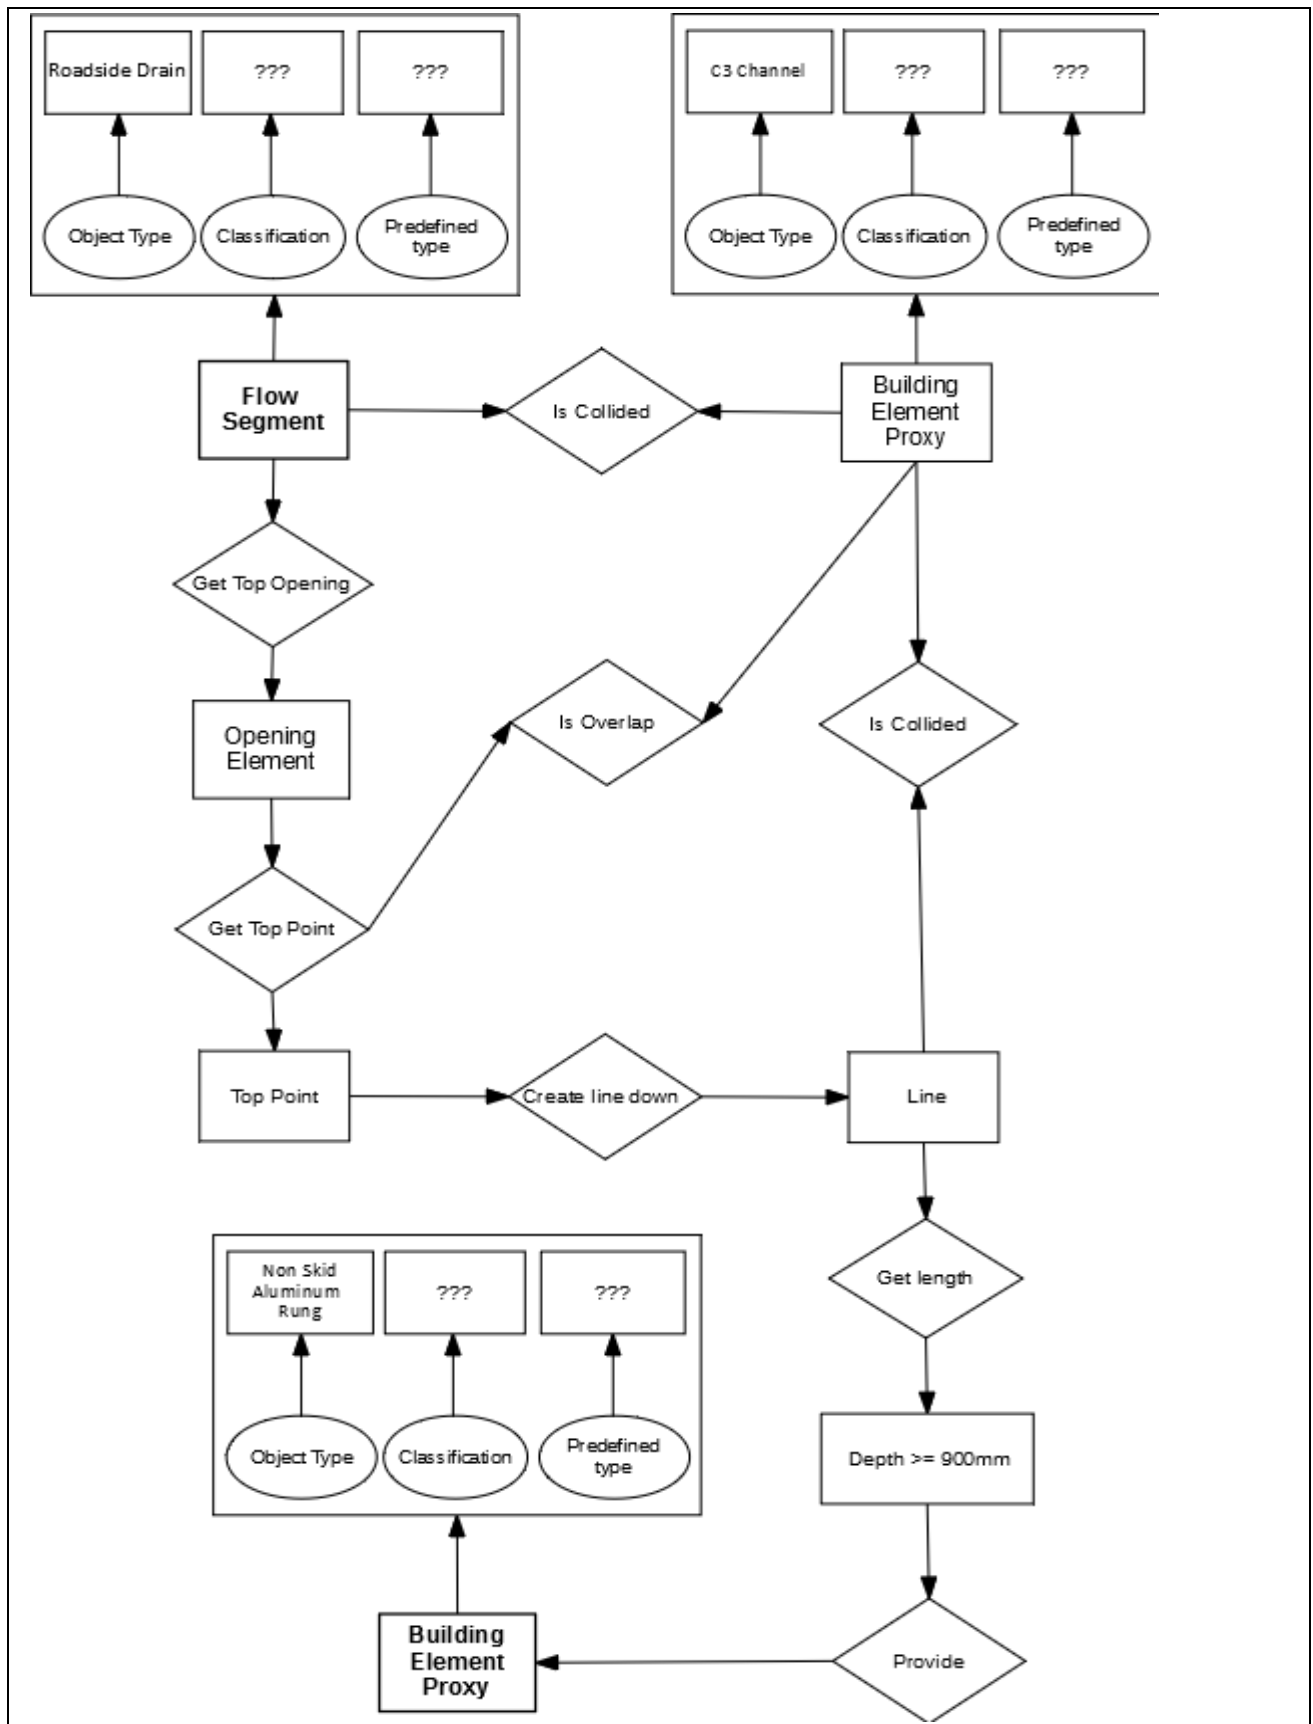 Roadside Drain
???
???
Object Type
Classification
Predefined
type
C3 Channel
???
???
Object Type
Classification
Predefined
type
Flow
Segment
Is Collided
Building
Element
Proxy
Get Top Opening
Opening
Element
Is Overlap
Is Collided
Get Top Point
Top Point
Create line down
Line
Get length
Non Skid
Aluminum
Rung
???
???
Object Type
Classification
Predefined
type
Depth >= 900mm
Building
Element
Proxy
Provide